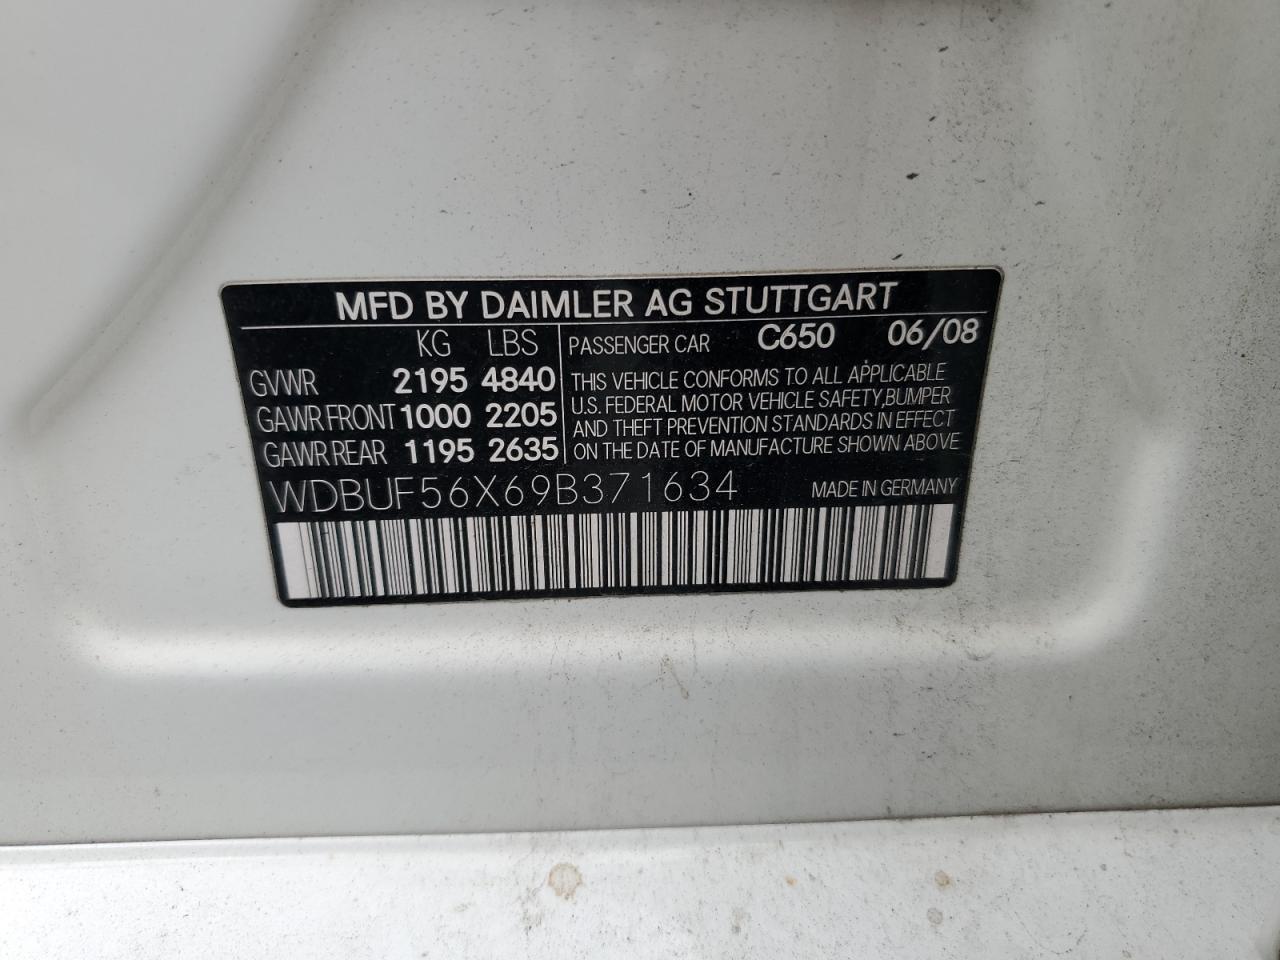 MFD BY DAIMLER AG STUTTGART
KG LBS PASSENGER CAR C650 06/08
GVWR 2195 4840 THIS VEHICLE CONFORMS TO ALL APPLICABLE
GAWR FRONT 1000 2205 U.S. FEDERAL MOTOR VEHICLE SAFETY,BUMPER
AND THEFT PREVENTION STANDARDS IN EFFECT
GAWR REAR 1195 2635 ON THE DATE OF MANUFACTURE SHOWN ABOVE
WDBUF56X69B371634 MADE IN GERMANY